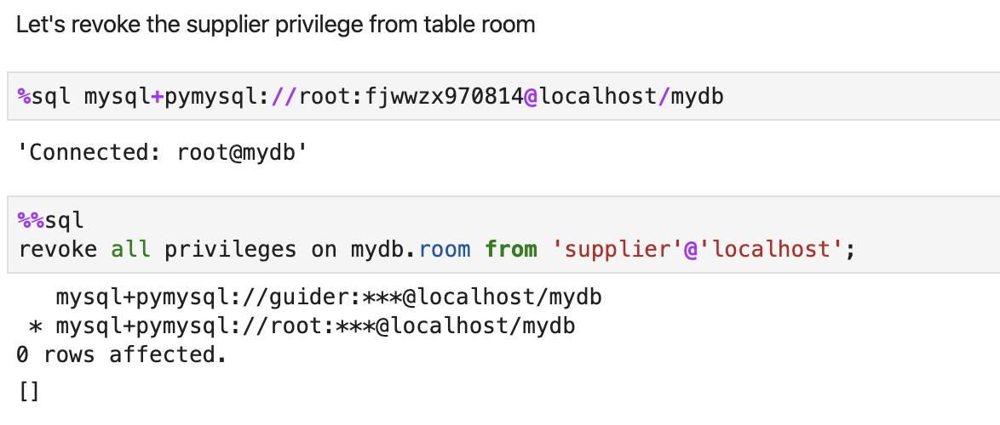 Let's revoke the supplier privilege from table room
%sql mysql+pymysql://root:fjwwzx970814@localhost/mydb
'Connected: root@mydb'
%%sql
revoke all privileges on mydb.room from 'supplier'@'localhost';
mysql+pymysql://guider:***@localhost/mydb
* mysql+pymysql://root:***@localhost/mydb
0 rows affected.
[]